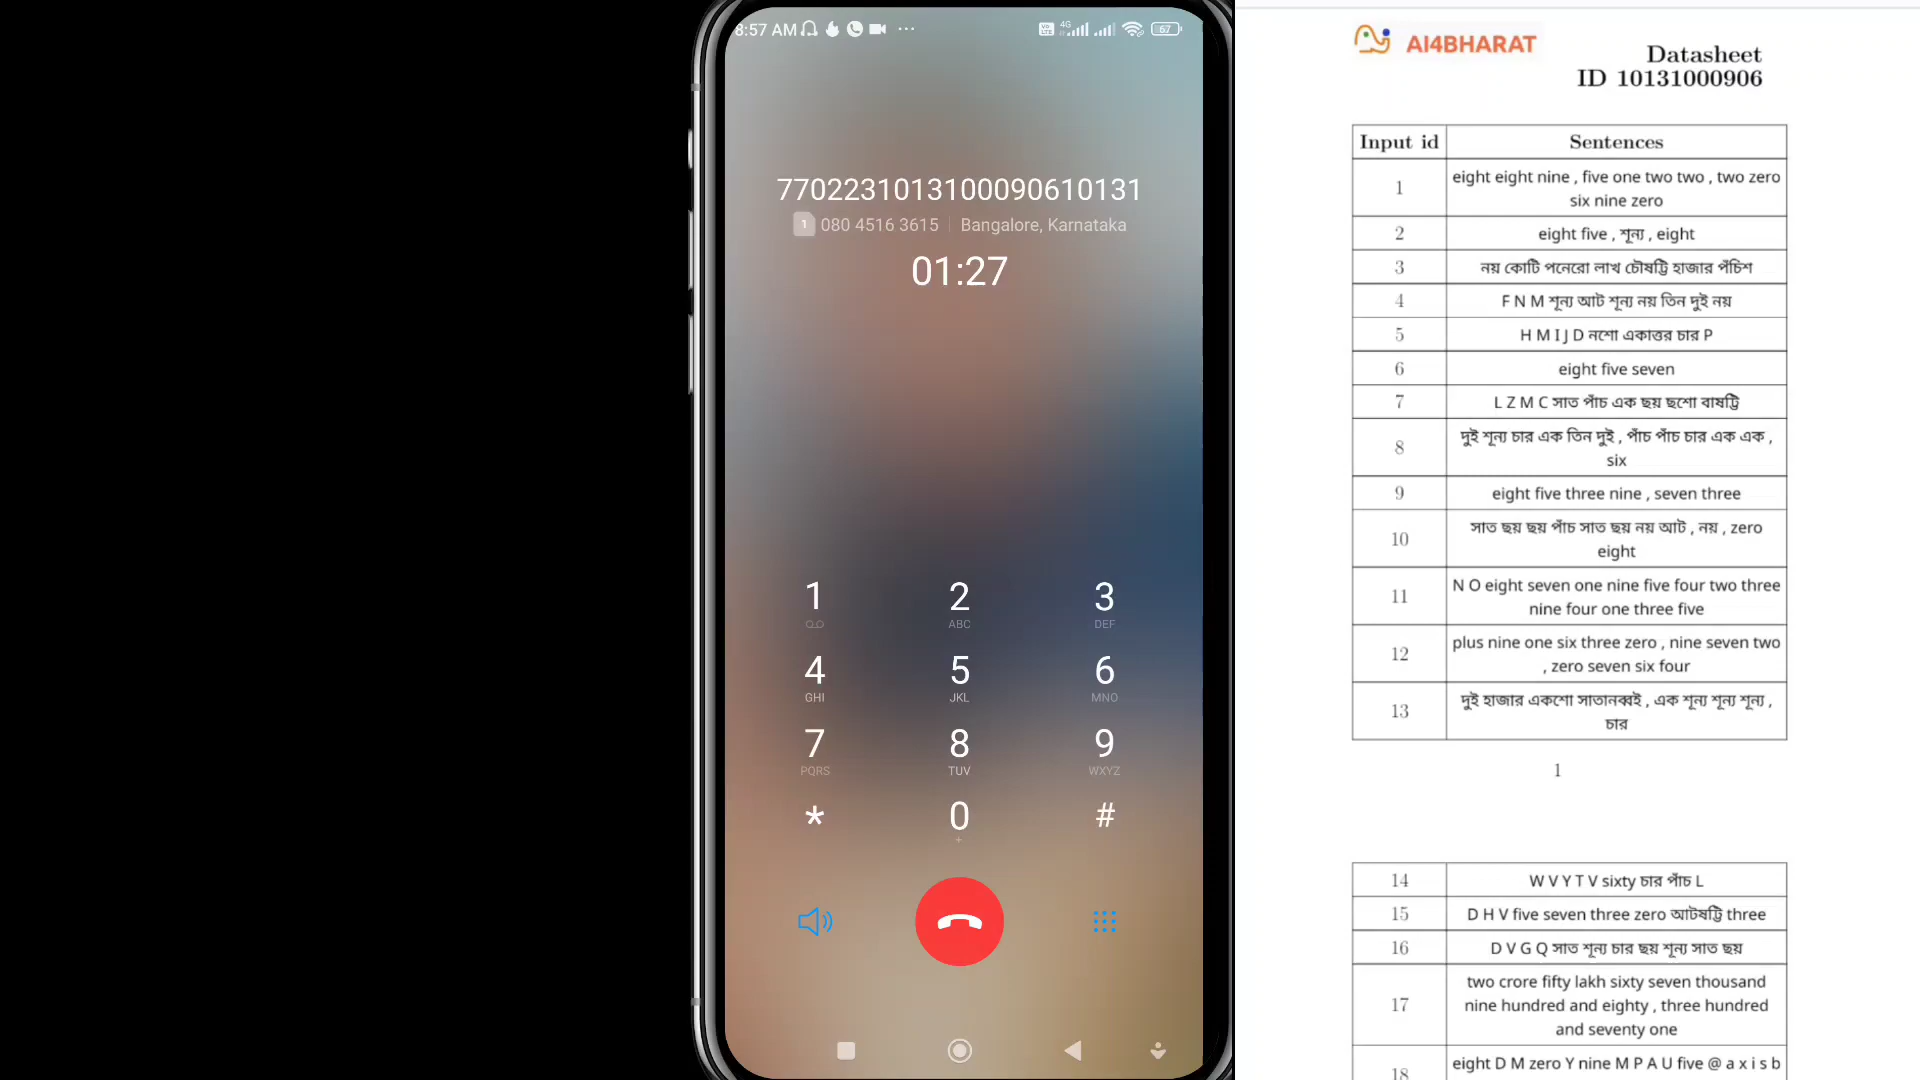 8:57 AM
4G
67
7702231013100090610131
1 080 4516 3615 | Bangalore, Karnataka
01:27
1 2 3
ABC DEF
4 5 6
GHI JKL MNO
7 8 9
PQRS TUV WXYZ
* 0 #
+
AI4BHARAT
Datasheet
ID 10131000906
Input id Sentences
1 eight eight nine , five one two two , two zero
six nine zero
2 eight five , শূন্য , eight
3 নয় কোটি পনেরো লাখ চৌষট্টি হাজার পঁচিশ
4 F N M শূন্য আট শূন্য নয় তিন দুই নয়
5 H M I J D নশো একাত্তর চার P
6 eight five seven
7 L Z M C সাত পাঁচ এক ছয় ছশো বাষট্টি
8 দুই শূন্য চার এক তিন দুই , পাঁচ পাঁচ চার এক এক ,
six
9 eight five three nine , seven three
10 সাত ছয় ছয় পাঁচ সাত ছয় নয় আট , নয় , zero
eight
11 N O eight seven one nine five four two three
nine four one three five
12 plus nine one six three zero , nine seven two
, zero seven six four
13 দুই হাজার একশো সাতানব্বই , এক শূন্য শূন্য শূন্য ,
চার
1
14 W V Y T V sixty চার পাঁচ L
15 D H V five seven three zero আটষট্টি three
16 D V G Q সাত শূন্য চার ছয় শূন্য সাত ছয়
17 two crore fifty lakh sixty seven thousand
nine hundred and eighty , three hundred
and seventy one
18 eight D M zero Y nine M P A U five @ a x i s b